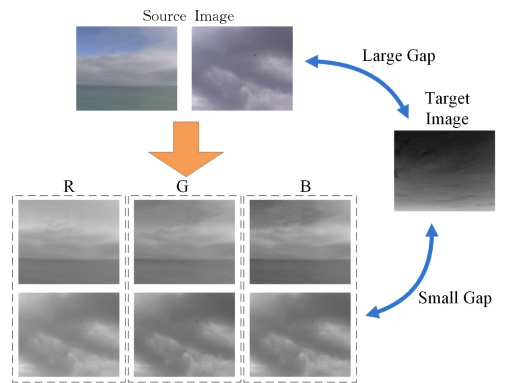 Source Image
Large Gap
Target
Image
R G B
Small Gap